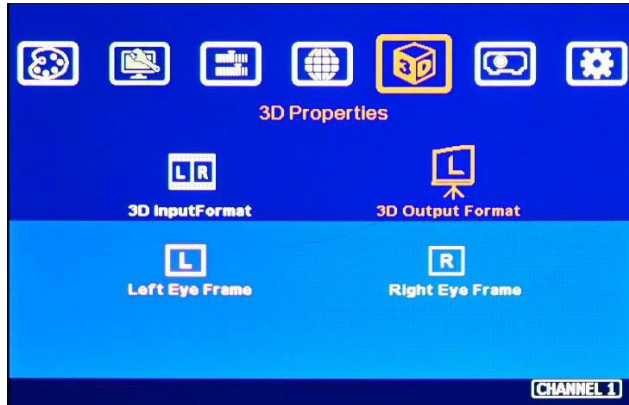 3D
3D Properties
L R
L
3D InputFormat
3D Output Format
L
R
Left Eye Frame
Right Eye Frame
CHANNEL 1